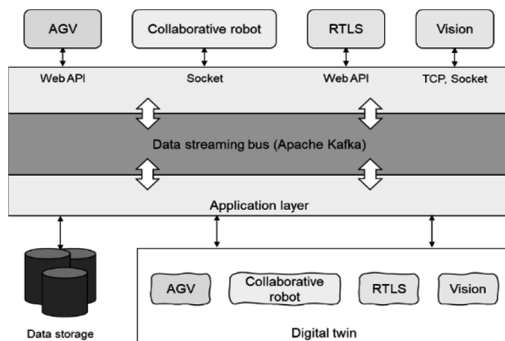 AGV
Collaborative robot
RTLS
Vision
Web API
Socket
Web API
TCP, Socket
Data streaming bus (Apache Kafka)
Application layer
AGV
Collaborative
robot
RTLS
Vision
Data storage
Digital twin